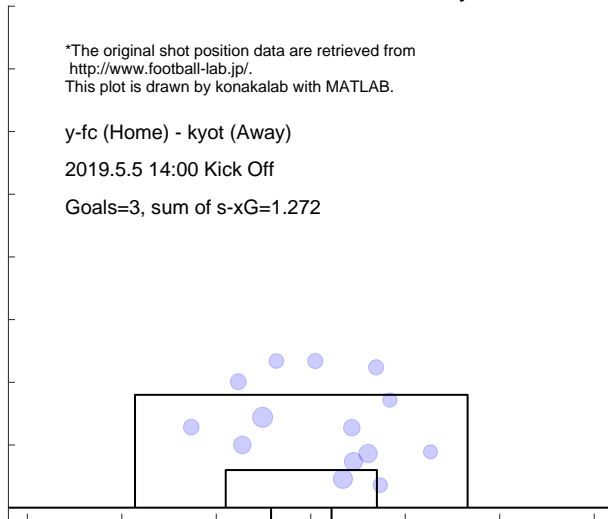 *The original shot position data are retrieved from
http://www.football-lab.jp/.
This plot is drawn by konakalab with MATLAB.
y-fc (Home) - kyot (Away)
2019.5.5 14:00 Kick Off
Goals=3, sum of s-xG=1.272